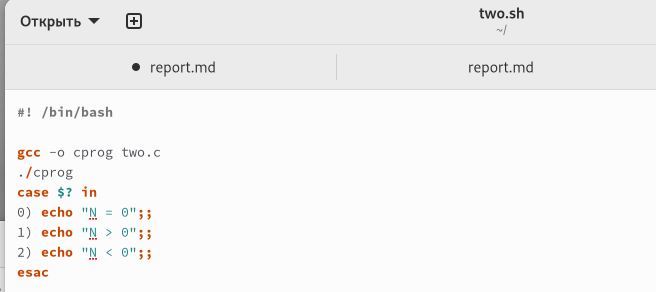 Открыть
two.sh
~/
report.md
report.md
#! /bin/bash
gcc -o cprog two.c
./cprog
case $? in
0) echo "N = 0";;
1) echo "N > 0";;
2) echo "N < 0";;
esac